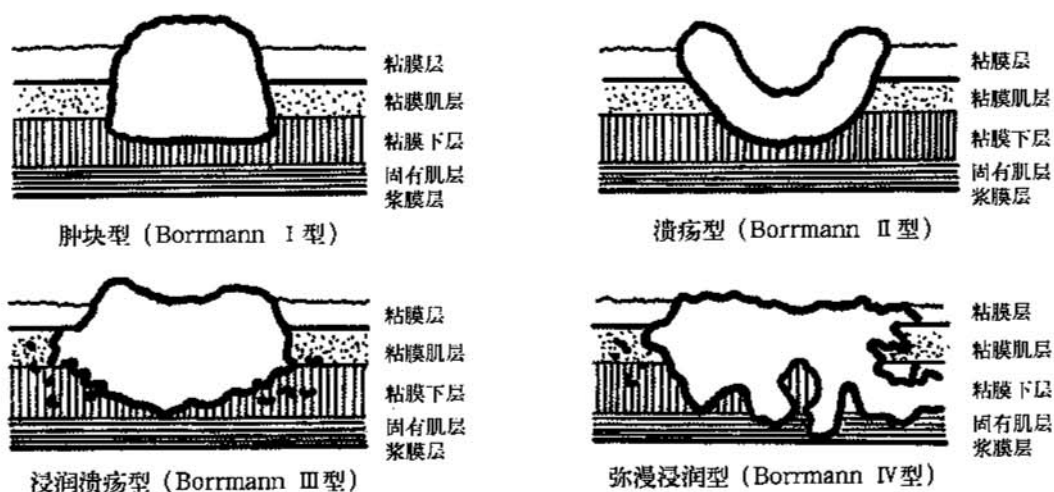 粘膜层
粘膜肌层
粘膜下层
固有肌层
浆膜层
肿块型 (Borrmann Ⅰ型)
粘膜层
粘膜肌层
粘膜下层
固有肌层
浆膜层
溃疡型 (Borrmann Ⅱ型)
粘膜层
粘膜肌层
粘膜下层
固有肌层
浆膜层
浸润溃疡型 (Borrmann Ⅲ型)
粘膜层
粘膜肌层
粘膜下层
固有肌层
浆膜层
弥漫浸润型 (Borrmann Ⅳ型)